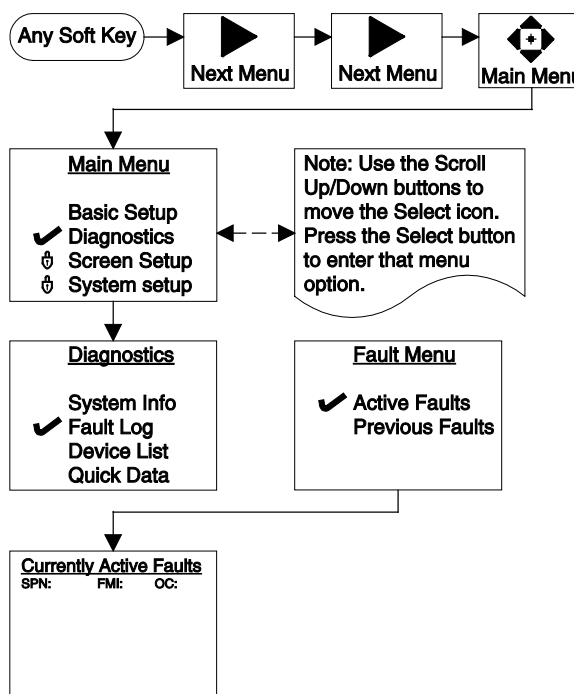 Any Soft Key
Next Menu
Next Menu
Main Menu
Main Menu
Basic Setup
Diagnostics
Screen Setup
System setup
Note: Use the Scroll
Up/Down buttons to
move the Select icon.
Press the Select button
to enter that menu
option.
Diagnostics
System Info
Fault Log
Device List
Quick Data
Fault Menu
Active Faults
Previous Faults
Currently Active Faults
SPN: FMI: OC: